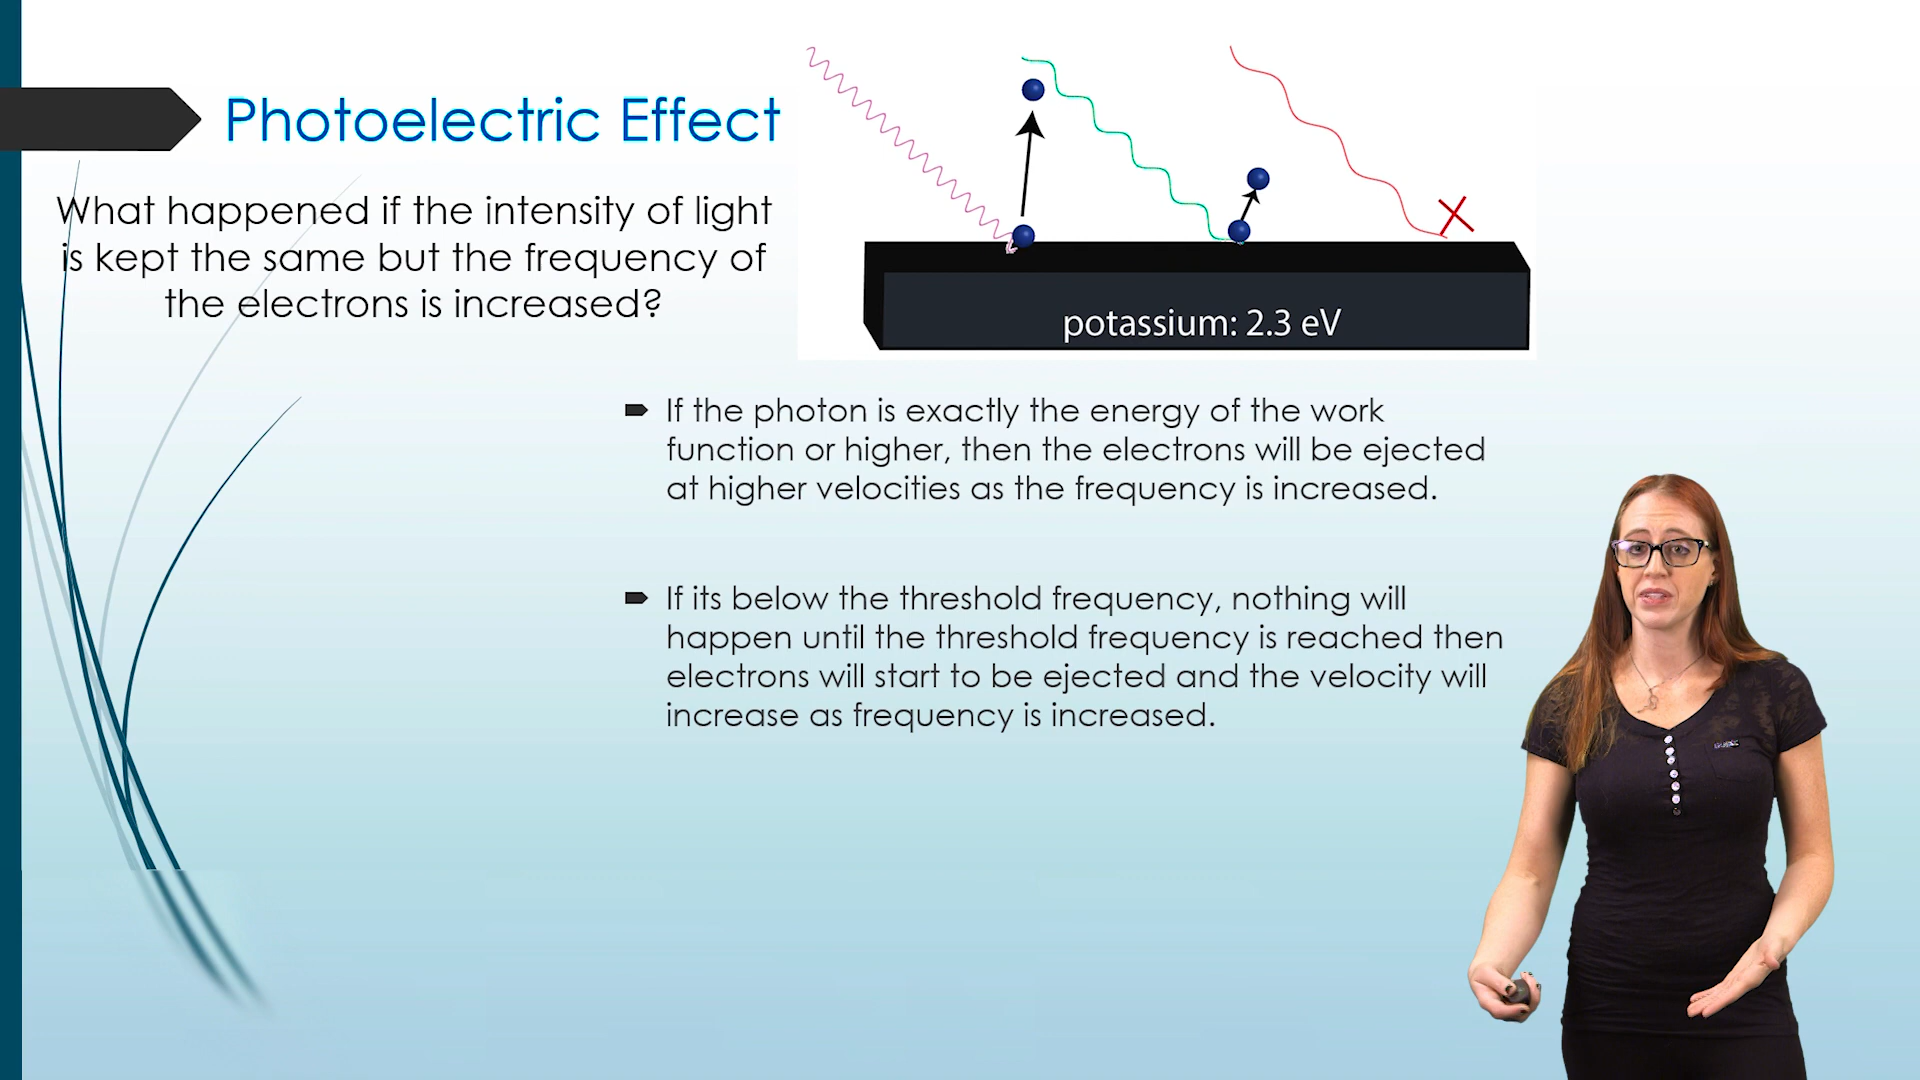 Photoelectric Effect
What happened if the intensity of light
is kept the same but the frequency of
the electrons is increased?
potassium: 2.3 eV
If the photon is exactly the energy of the work
function or higher, then the electrons will be ejected
at higher velocities as the frequency is increased.
If its below the threshold frequency, nothing will
happen until the threshold frequency is reached then
electrons will start to be ejected and the velocity will
increase as frequency is increased.